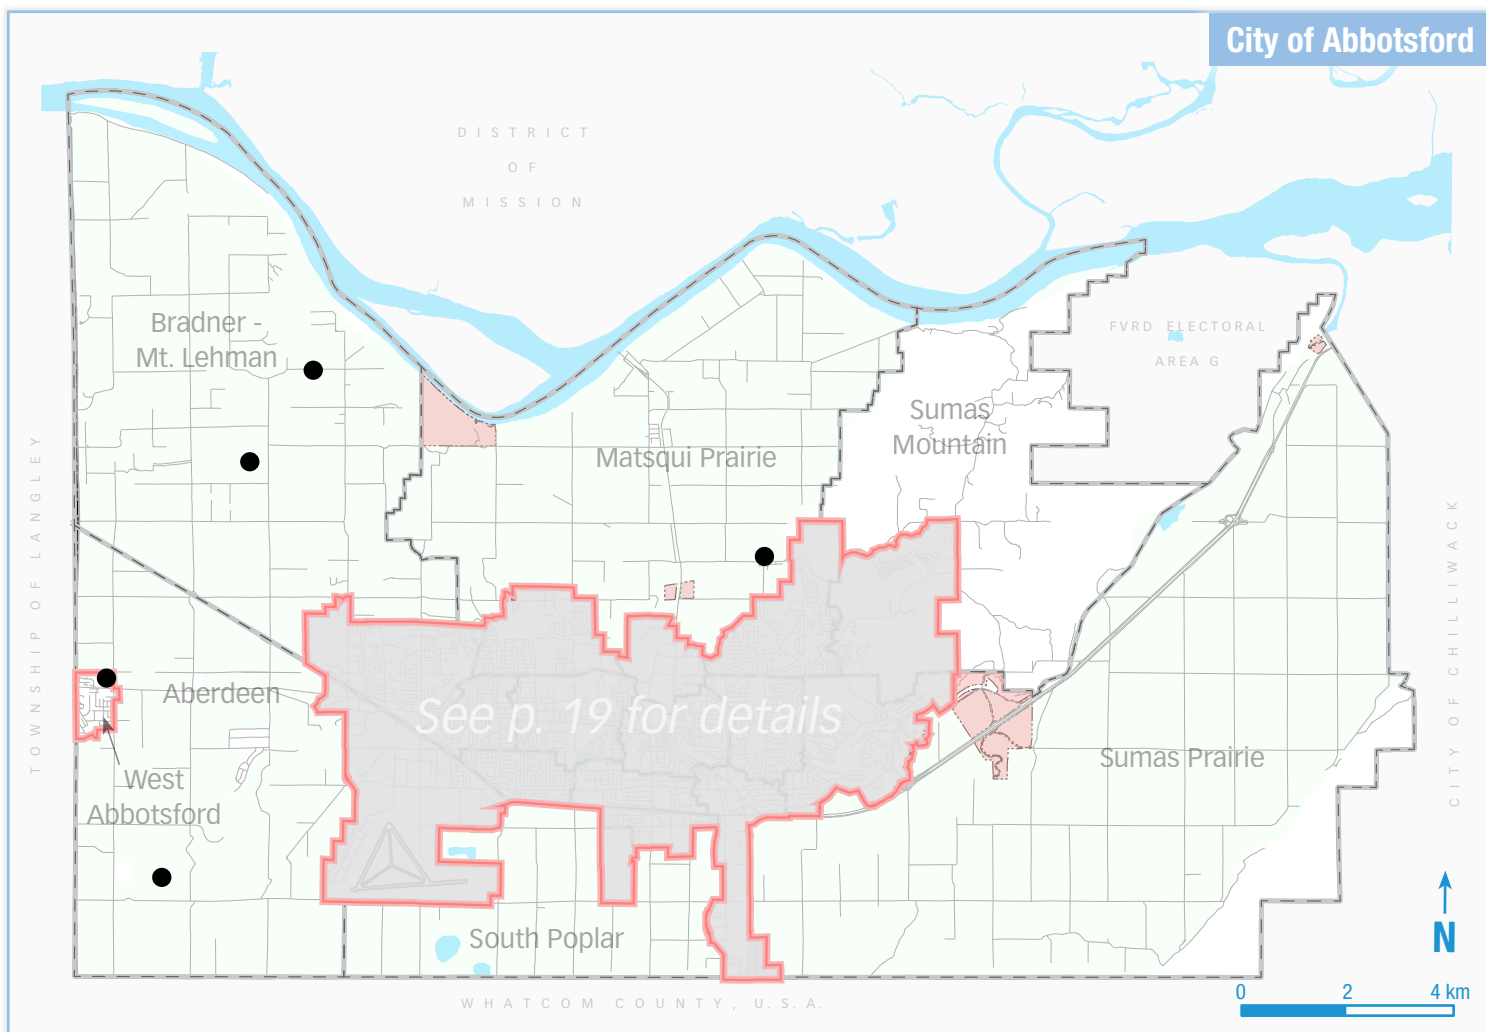 City of Abbotsford
DISTRICT
OF
MISSION
Bradner -
Mt. Lehman
FVRD ELECTORAL
AREA G
Sumas
Mountain
Matsqui Prairie
TOWNSHIP OF LANGLEY
CITY OF CHILLIWACK
Aberdeen
See p. 19 for details
West
Abbotsford
Sumas Prairie
South Poplar
N
WHATCOM COUNTY, U.S.A.
0 2 4 km